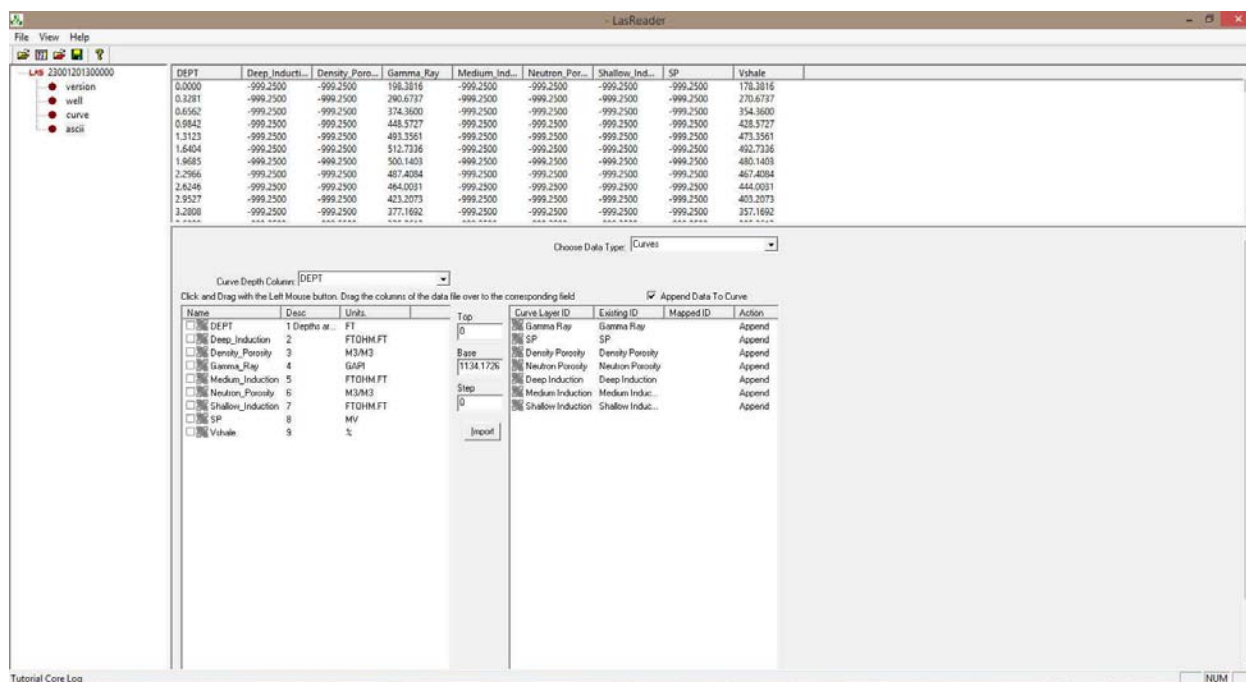 - LasReader
File View Help
LAS 23001201300000
version
well
curve
ascii
DEPT Deep_Inducti... Density_Poro... Gamma_Ray Medium_Ind... Neutron_Por... Shallow_Ind... SP Vshale
0.0000 -999.2500 -999.2500 198.3816 -999.2500 -999.2500 -999.2500 -999.2500 178.3816
0.3281 -999.2500 -999.2500 290.6737 -999.2500 -999.2500 -999.2500 -999.2500 270.6737
0.6562 -999.2500 -999.2500 374.3600 -999.2500 -999.2500 -999.2500 -999.2500 354.3600
0.9842 -999.2500 -999.2500 448.5727 -999.2500 -999.2500 -999.2500 -999.2500 428.5727
1.3123 -999.2500 -999.2500 493.3561 -999.2500 -999.2500 -999.2500 -999.2500 473.3561
1.6404 -999.2500 -999.2500 512.7336 -999.2500 -999.2500 -999.2500 -999.2500 492.7336
1.9685 -999.2500 -999.2500 500.1403 -999.2500 -999.2500 -999.2500 -999.2500 480.1403
2.2966 -999.2500 -999.2500 487.4084 -999.2500 -999.2500 -999.2500 -999.2500 467.4084
2.6246 -999.2500 -999.2500 464.0031 -999.2500 -999.2500 -999.2500 -999.2500 444.0031
2.9527 -999.2500 -999.2500 423.2073 -999.2500 -999.2500 -999.2500 -999.2500 403.2073
3.2808 -999.2500 -999.2500 377.1692 -999.2500 -999.2500 -999.2500 -999.2500 357.1692
Choose Data Type: Curves
Curve Depth Column: DEPT
Click and Drag with the Left Mouse button. Drag the columns of the data file over to the corresponding field
Append Data To Curve
Name Desc Units.
DEPT 1 Depths at... FT
Deep_Induction 2 FTOHM.FT
Density_Porosity 3 M3/M3
Gamma_Ray 4 GAPI
Medium_Induction 5 FTOHM.FT
Neutron_Porosity 6 M3/M3
Shallow_Induction 7 FTOHM.FT
SP 8 MV
Vshale 9 %
Top
0
Base
1134.1726
Step
0
Import
Curve Layer ID Existing ID Mapped ID Action
Gamma Ray Gamma Ray Append
SP SP Append
Density Porosity Density Porosity Append
Neutron Porosity Neutron Porosity Append
Deep Induction Deep Induction Append
Medium Induction Medium Induc... Append
Shallow Induction Shallow Induc... Append
Tutorial Core Log
NUM